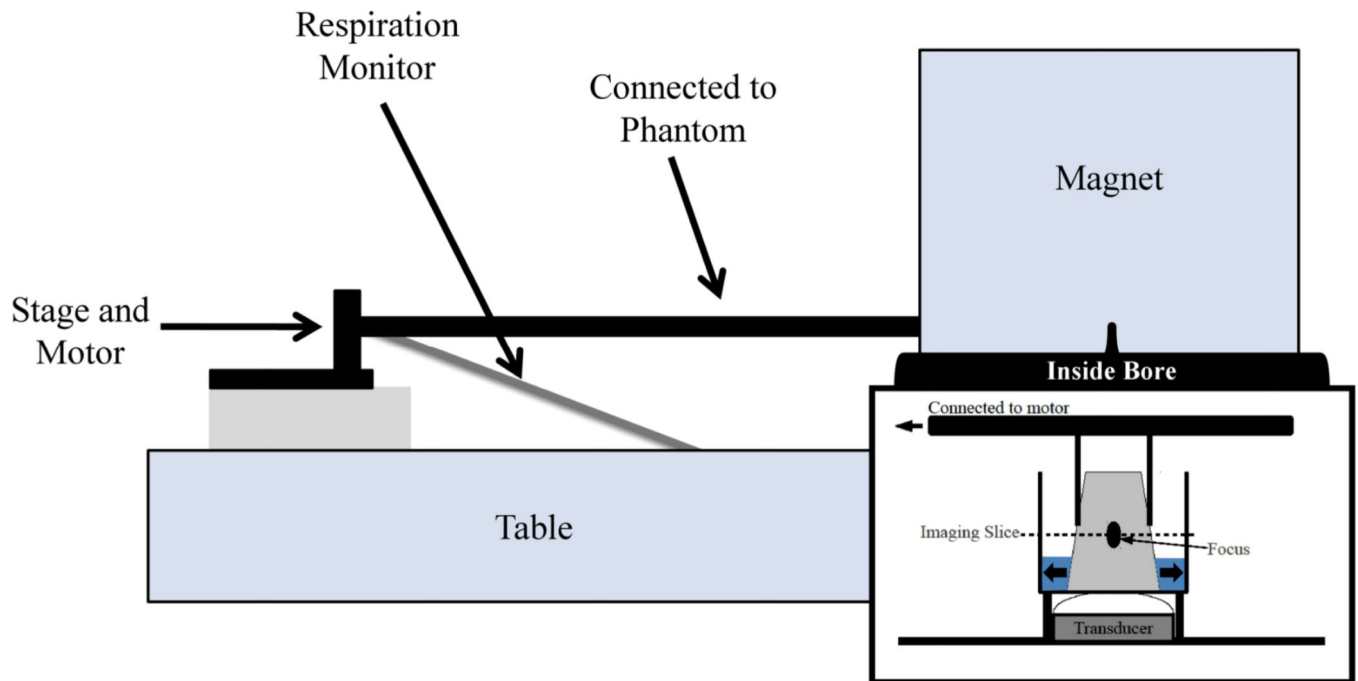 Respiration
Monitor
Connected to
Phantom
Magnet
Stage and
Motor
Inside Bore
Connected to motor
Table
Imaging Slice
Focus
Transducer